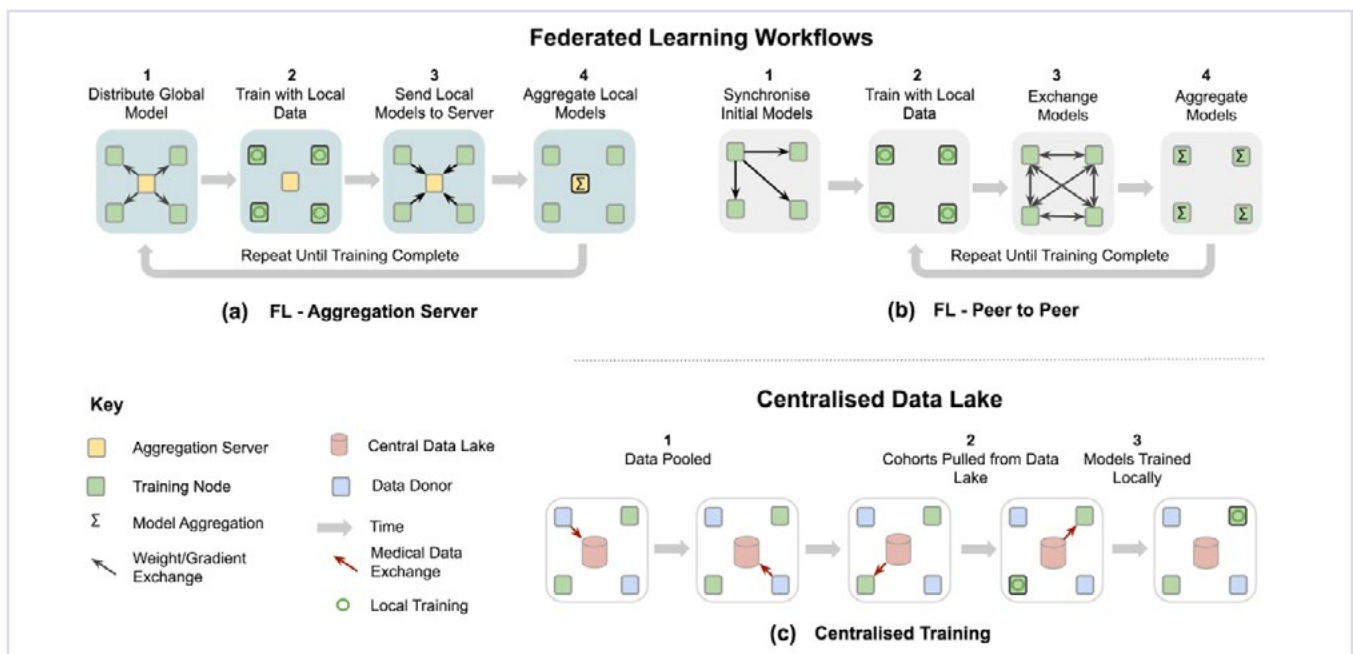 Federated Learning Workflows
1
Distribute Global
Model
2
Train with Local
Data
3
Send Local
Models to Server
4
Aggregate Local
Models
Σ
Repeat Until Training Complete
(a) FL - Aggregation Server
1
Synchronise
Initial Models
2
Train with Local
Data
3
Exchange
Models
4
Aggregate
Models
Σ Σ
Σ Σ
Repeat Until Training Complete
(b) FL - Peer to Peer
Key
Aggregation Server
Training Node
Σ Model Aggregation
Weight/Gradient
Exchange
Central Data Lake
Data Donor
Time
Medical Data
Exchange
Local Training
Centralised Data Lake
1
Data Pooled
2
Cohorts Pulled from Data
Lake
3
Models Trained
Locally
(c) Centralised Training